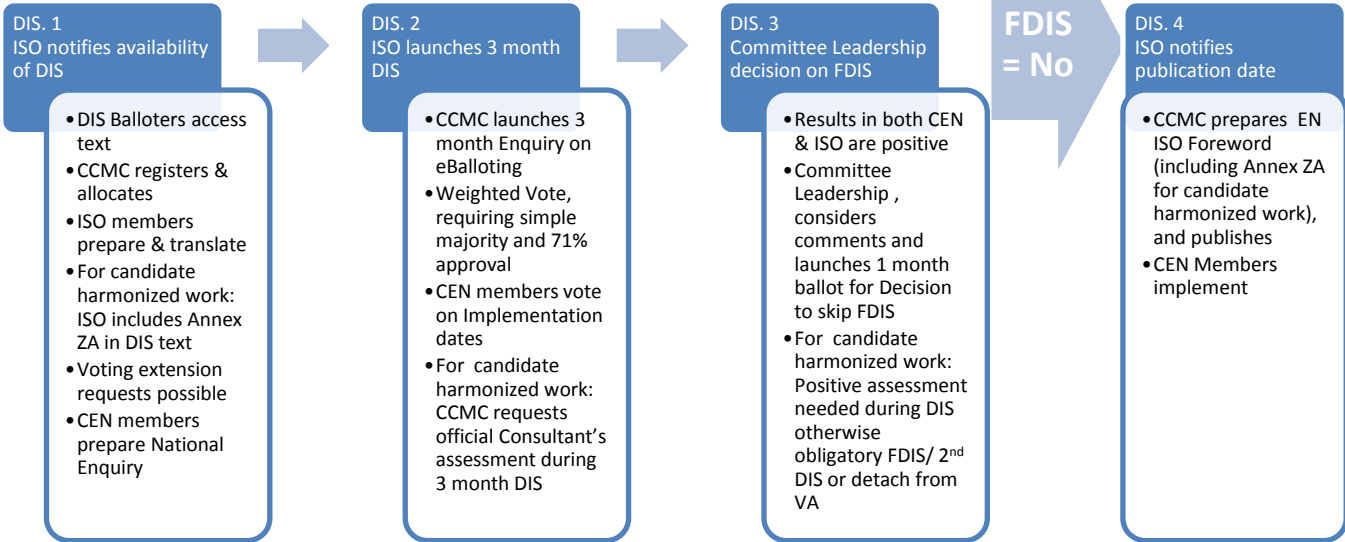 DIS. 1
ISO notifies availability
of DIS
•DIS Balloters access
text
•CCMC registers &
allocates
•ISO members
prepare & translate
•For candidate
harmonized work:
ISO includes Annex
ZA in DIS text
•Voting extension
requests possible
•CEN members
prepare National
Enquiry
DIS. 2
ISO launches 3 month
DIS
•CCMC launches 3
month Enquiry on
eBalloting
•Weighted Vote,
requiring simple
majority and 71%
approval
•CEN members vote
on Implementation
dates
•For candidate
harmonized work:
CCMC requests
official Consultant’s
assessment during
3 month DIS
DIS. 3
Committee Leadership
decision on FDIS
•Results in both CEN
& ISO are positive
•Committee
Leadership ,
considers
comments and
launches 1 month
ballot for Decision
to skip FDIS
•For candidate
harmonized work:
Positive assessment
needed during DIS
otherwise
obligatory FDIS/ 2nd
DIS or detach from
VA
FDIS
= No
DIS. 4
ISO notifies
publication date
•CCMC prepares EN
ISO Foreword
(including Annex ZA
for candidate
harmonized work),
and publishes
•CEN Members
implement